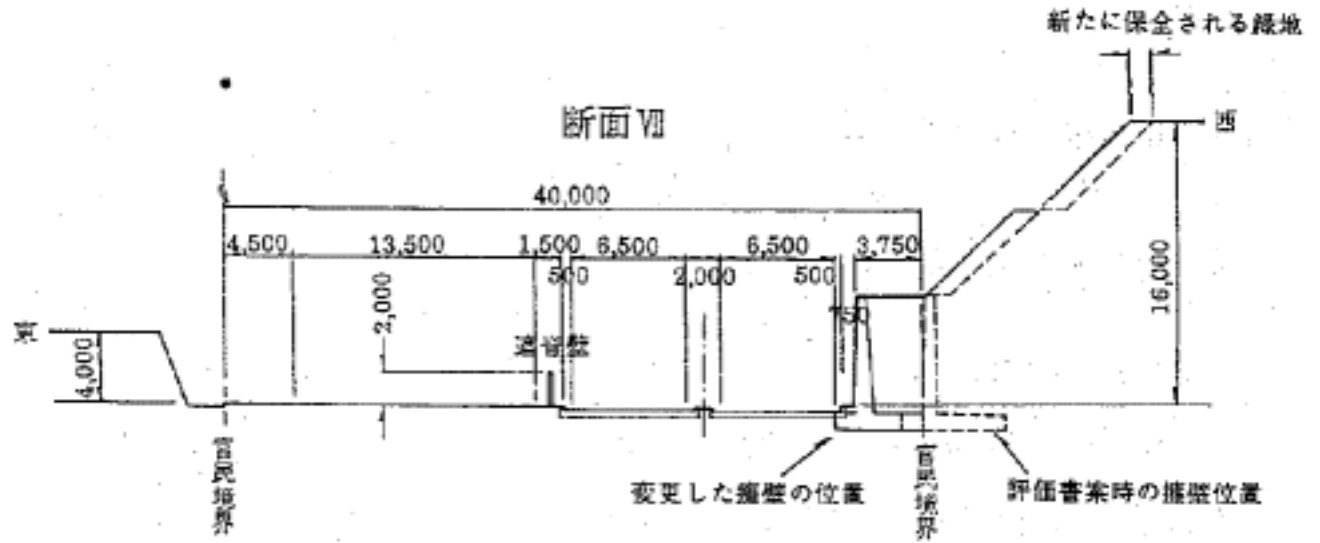 新たに保全される緑地
断面Ⅶ
西
40,000
4,500
13,500
1,500
6,500
6,500
3,750
500
2,000
500
750
2,000
16,000
遮音壁
4,000
官民境界
官民境界
変更した擁壁の位置
評価書案時の擁壁位置